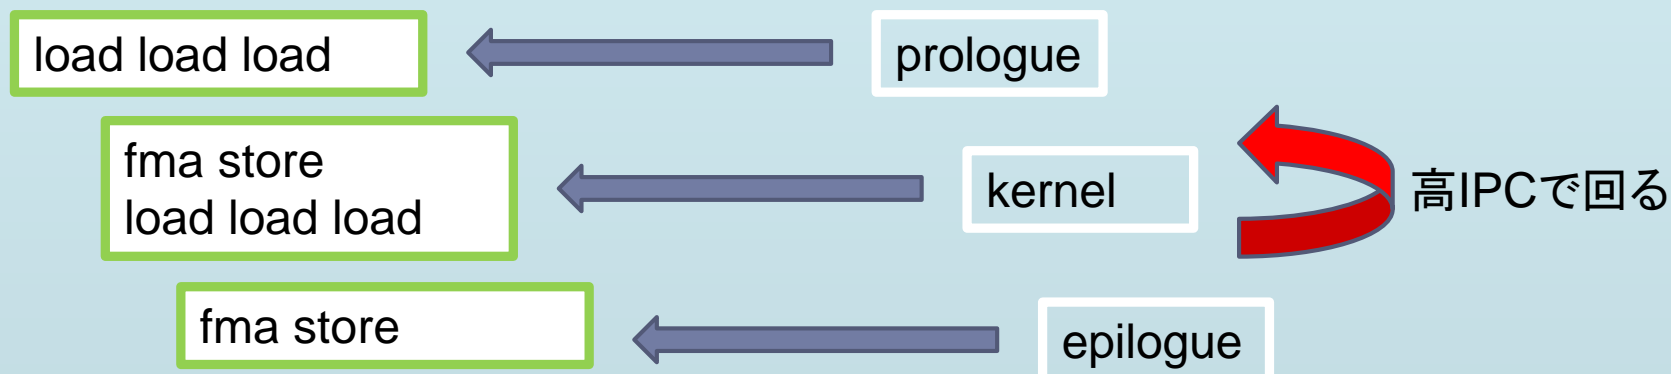 load load load
prologue
fma store
load load load
kernel
高IPCで回る
fma store
epilogue